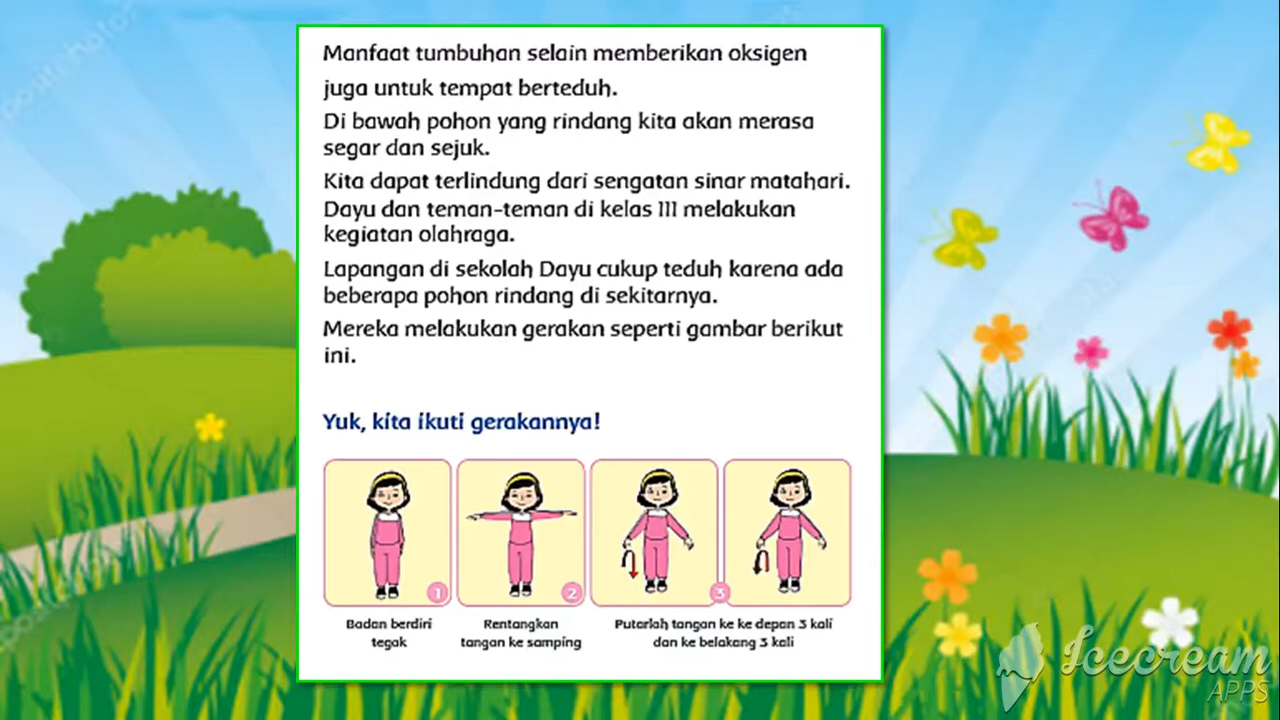 Manfaat tumbuhan selain memberikan oksigen
juga untuk tempat berteduh.
Di bawah pohon yang rindang kita akan merasa
segar dan sejuk.
Kita dapat terlindung dari sengatan sinar matahari.
Dayu dan teman-teman di kelas III melakukan
kegiatan olahraga.
Lapangan di sekolah Dayu cukup teduh karena ada
beberapa pohon rindang di sekitarnya.
Mereka melakukan gerakan seperti gambar berikut
ini.
Yuk, kita ikuti gerakannya!
1
2
3
Badan berdiri
tegak
Rentangkan
tangan ke samping
Putarlah tangan ke ke depan 3 kali
dan ke belakang 3 kali
Icecream
APPS